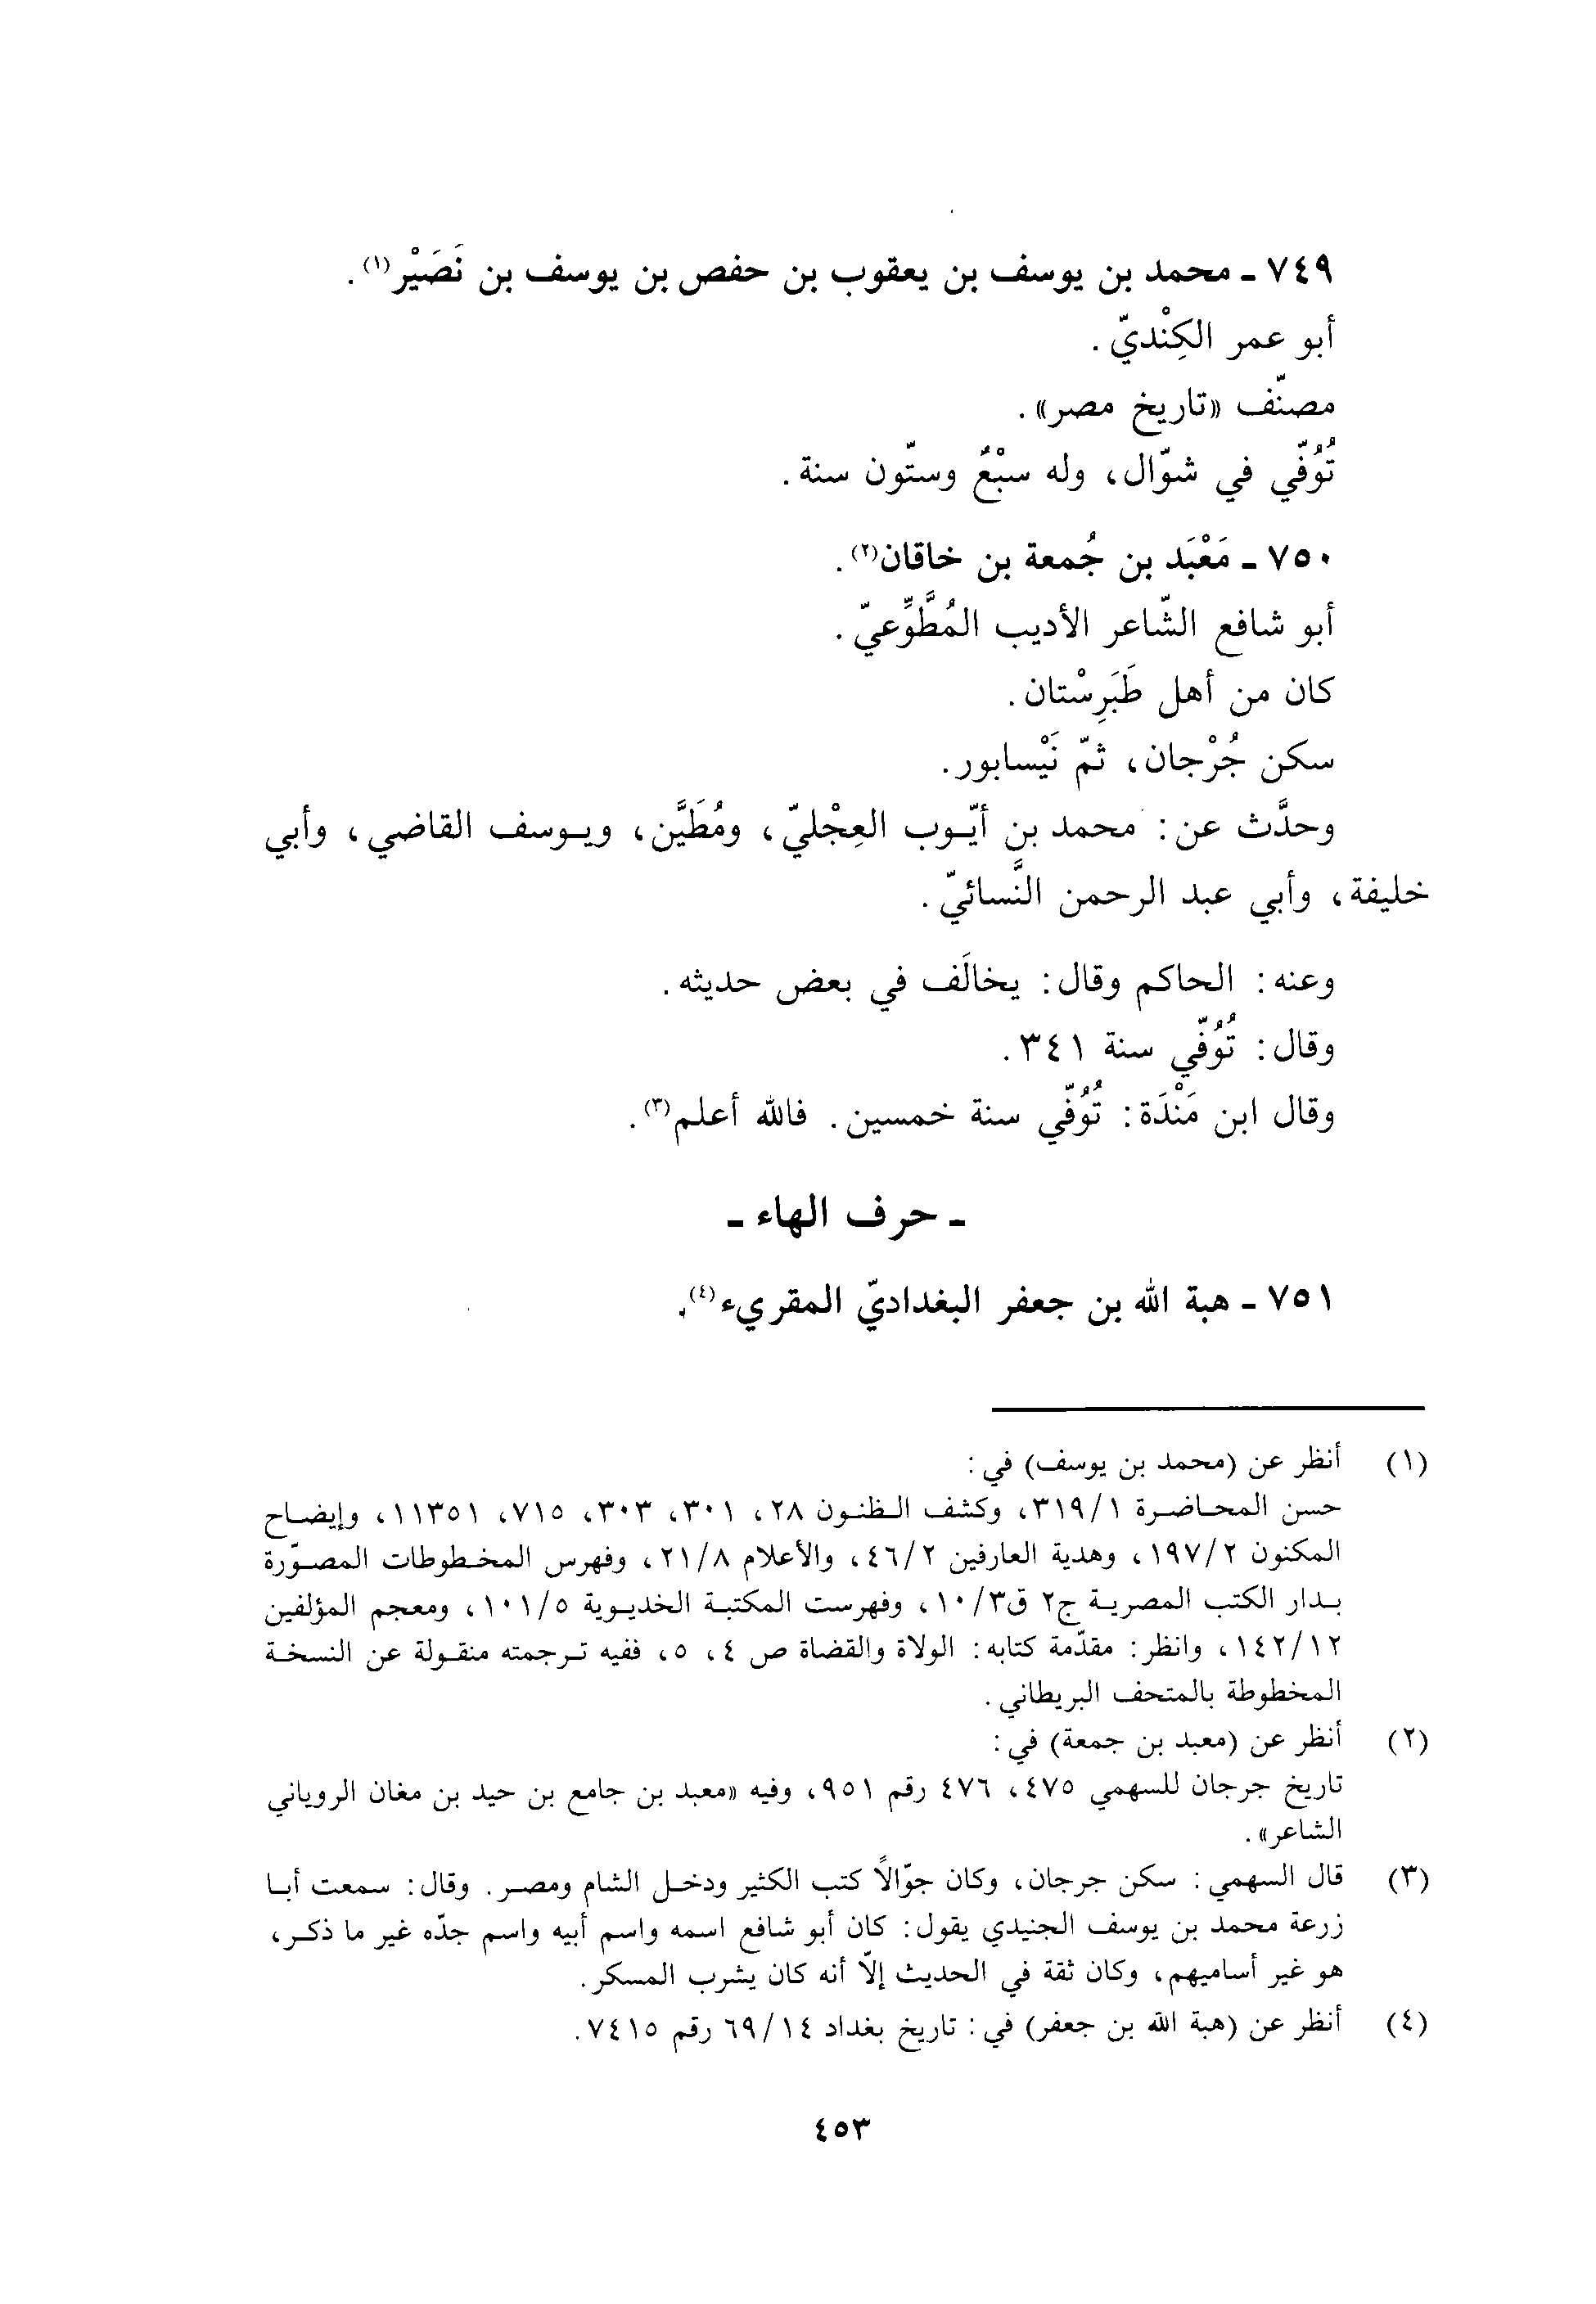 ٧٤٩ ـ محمد بن يوسف بن يعقوب بن حفص بن يوسف بن نَصَيْر(١).
أبو عمر الكِنْديّ.
مصنّف «تاريخ مصر».
تُوُفّي في شوّال، وله سبْعٌ وستّون سنة.
٧٥٠ ـ مَعْبَد بن جُمعة بن خاقان(٢).
أبو شافع الشّاعر الأديب المُطَّوِّعيّ.
كان من أهل طَبَرِسْتان.
سكن جُرْجان، ثمّ نَيْسابور.
وحدَّث عن: محمد بن أيّوب العِجْليّ، ومُطَيَّن، ويوسف القاضي، وأبي
خليفة، وأبي عبد الرحمن النَّسائيّ.
وعنه: الحاكم وقال: يخالَف في بعض حديثه.
وقال: تُوُفّي سنة ٣٤١.
وقال ابن مَنْدَة: تُوُفّي سنة خمسين. فالله أعلم(٣).
ـ حرف الهاء ـ
٧٥١ ـ هبة الله بن جعفر البغداديّ المقريء(٤).
(١) أنظر عن (محمد بن يوسف) في:
حسن المحاضرة ٣١٩/١، وكشف الظنون ٢٨، ٣٠١، ٣٠٣، ٧١٥، ١١٣٥١، وإيضاح
المكنون ١٩٧/٢، وهدية العارفين ٤٦/٢، والأعلام ٢١/٨، وفهرس المخطوطات المصوّرة
بدار الكتب المصرية ج٢ ق١٠/٣، وفهرست المكتبة الخديوية ١٠١/٥، ومعجم المؤلفين
١٤٢/١٢، وانظر: مقدّمة كتابه: الولاة والقضاة ص ٤، ٥، ففيه ترجمته منقولة عن النسخة
المخطوطة بالمتحف البريطاني.
(٢) أنظر عن (معبد بن جمعة) في:
تاريخ جرجان للسهمي ٤٧٥، ٤٧٦ رقم ٩٥١، وفيه «معبد بن جامع بن حيد بن مغان الروياني
الشاعر».
(٣) قال السهمي: سكن جرجان، وكان جوّالاً كتب الكثير ودخل الشام ومصر. وقال: سمعت أبا
زرعة محمد بن يوسف الجنيدي يقول: كان أبو شافع اسمه واسم أبيه واسم جدّه غير ما ذكر،
هو غير أساميهم، وكان ثقة في الحديث إلّا أنه كان يشرب المسكر.
(٤) أنظر عن (هبة الله بن جعفر) في: تاريخ بغداد ٦٩/١٤ رقم ٧٤١٥.
٤٥٣